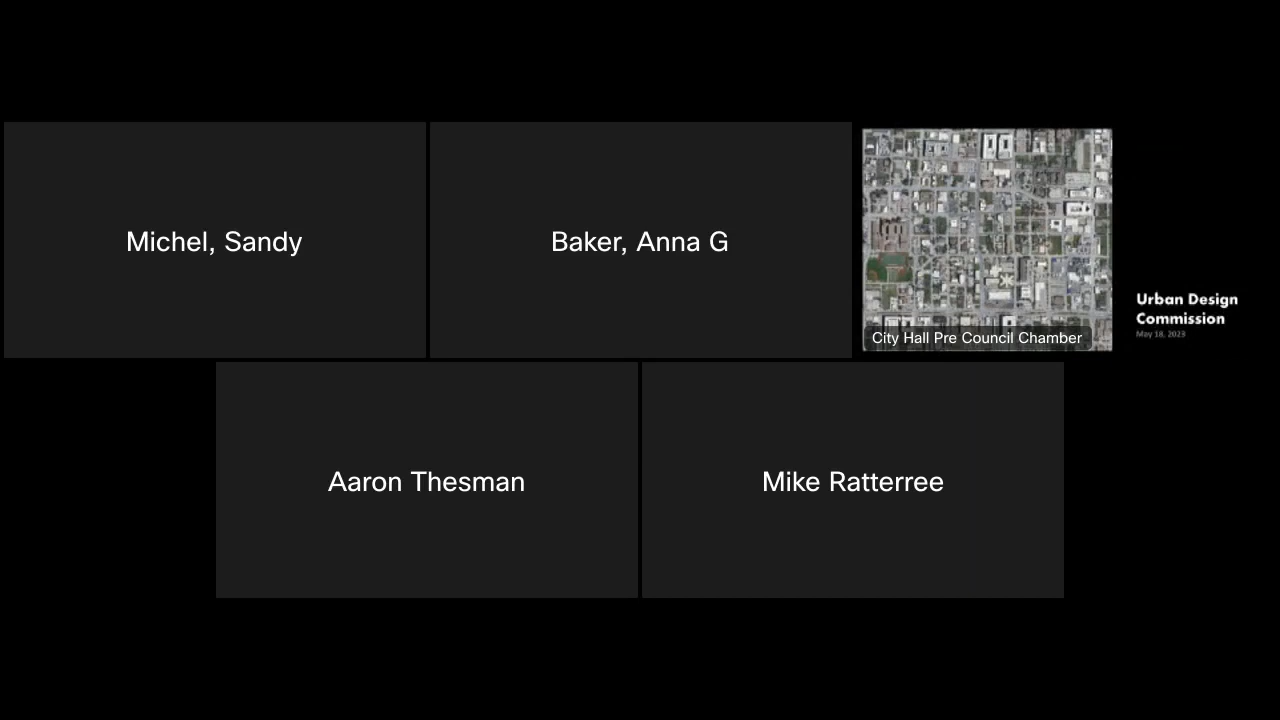 Michel, Sandy
Baker, Anna G
Urban Design
Commission
May 18, 2023
City Hall Pre Council Chamber
Aaron Thesman
Mike Ratterree